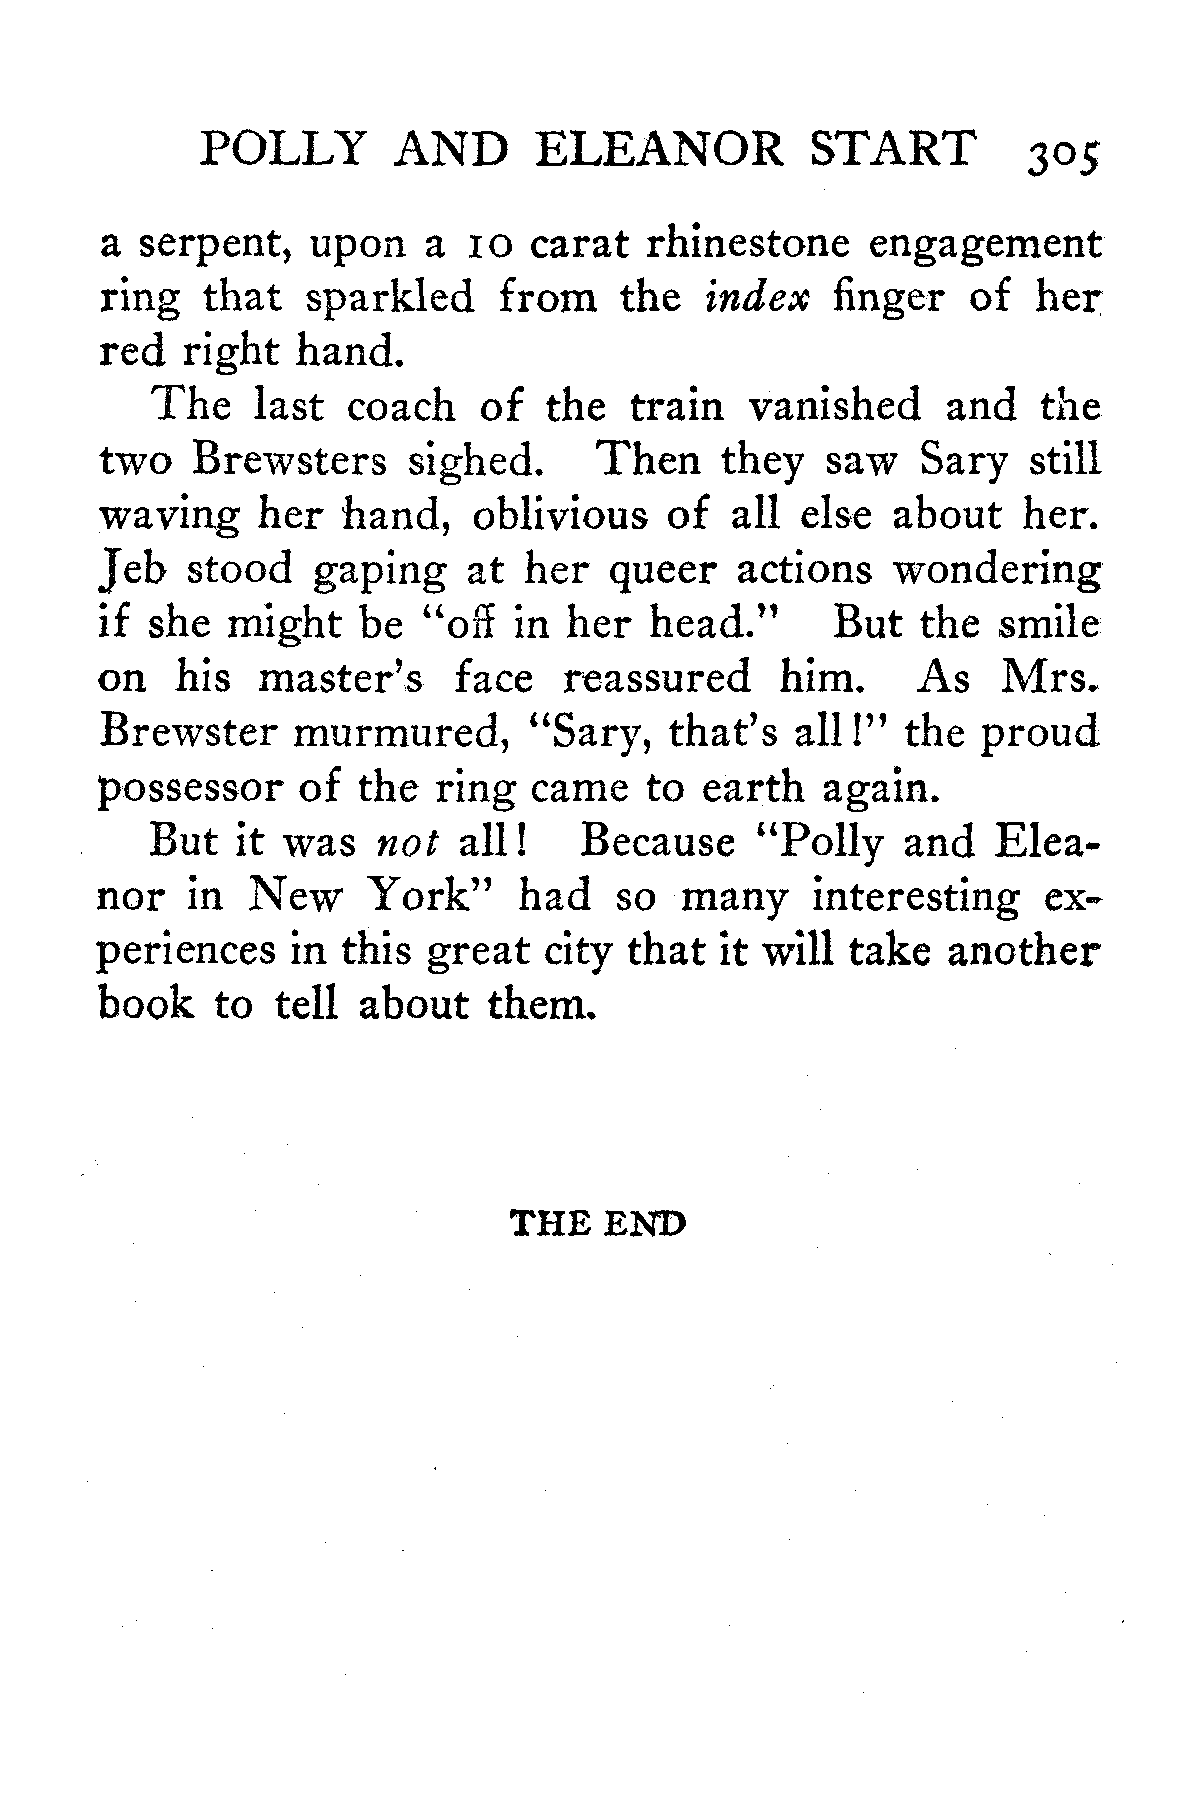 POLLY AND ELEANOR START 305
a serpent, upon a 10 carat rhinestone engagement
ring that sparkled from the index finger of her
red right hand.
The last coach of the train vanished and the
two Brewsters sighed. Then they saw Sary still
waving her hand, oblivious of all else about her.
Jeb stood gaping at her queer actions wondering
if she might be “off in her head.” But the smile
on his master’s face reassured him. As Mrs.
Brewster murmured, “Sary, that’s all!” the proud
possessor of the ring came to earth again.
But it was not all! Because “Polly and Elea-
nor in New York” had so many interesting ex-
periences in this great city that it will take another
book to tell about them.
THE END